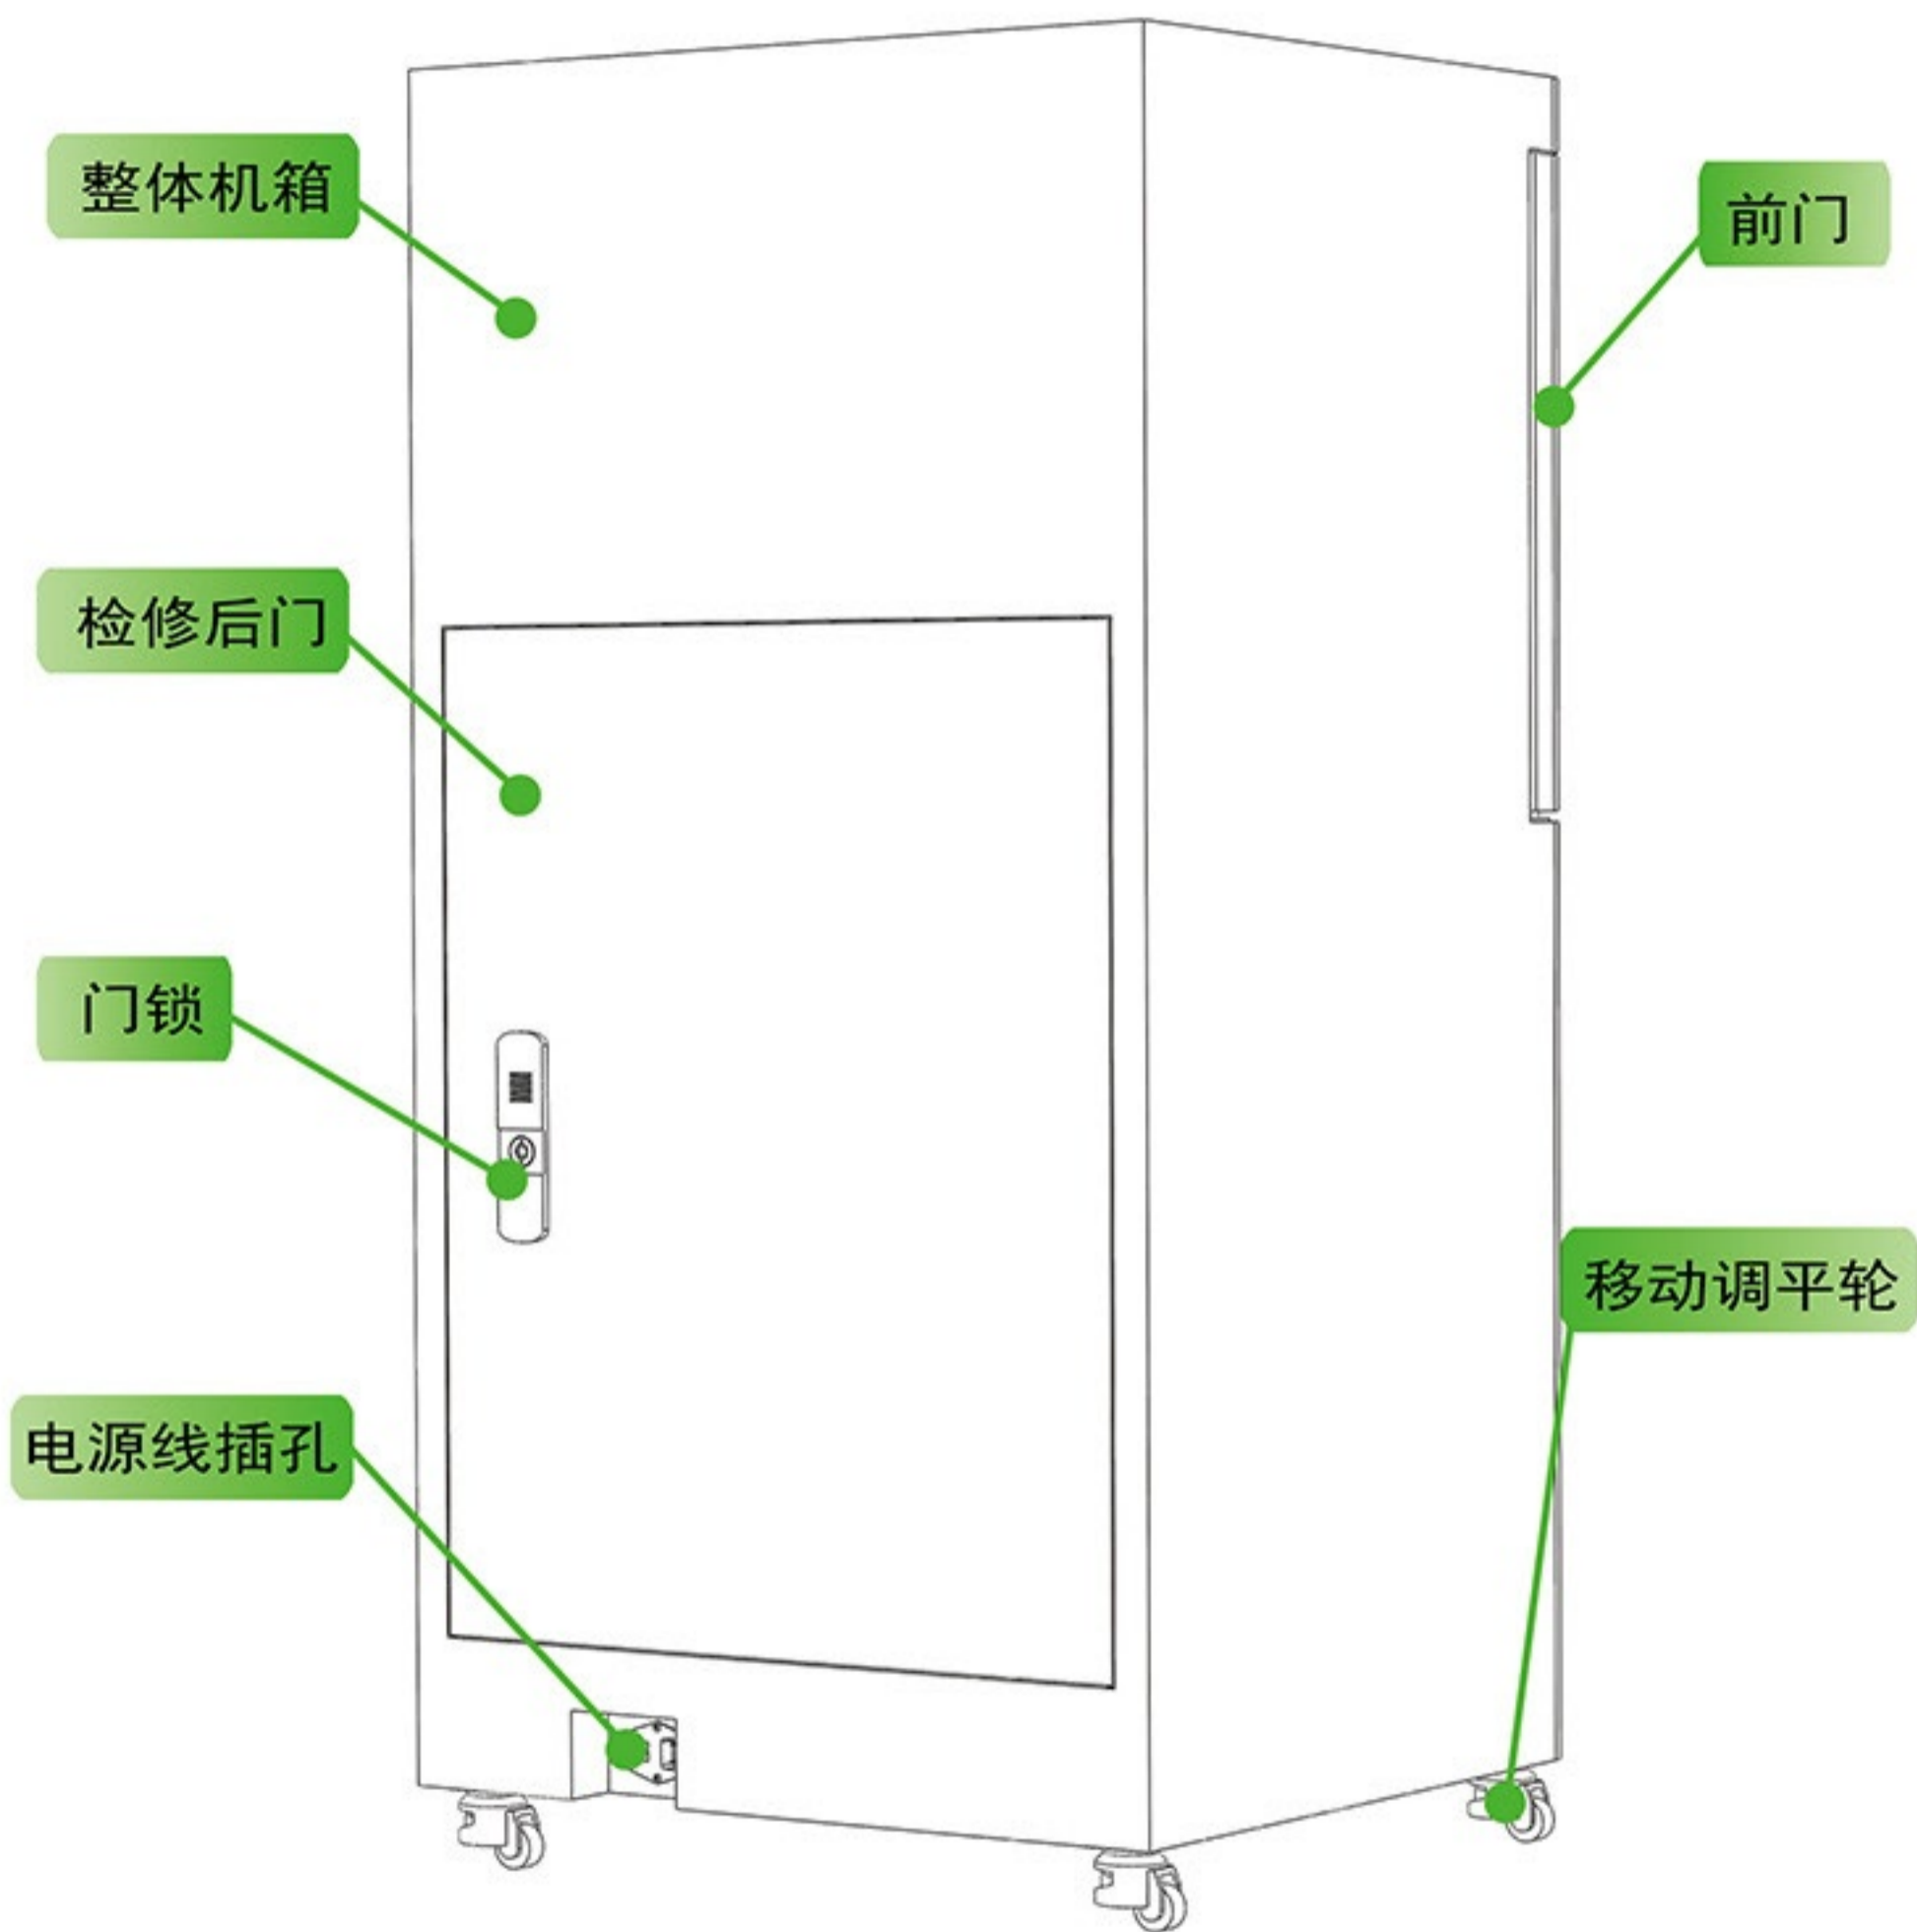 整体机箱
前门
检修后门
门锁
移动调平轮
电源线插孔